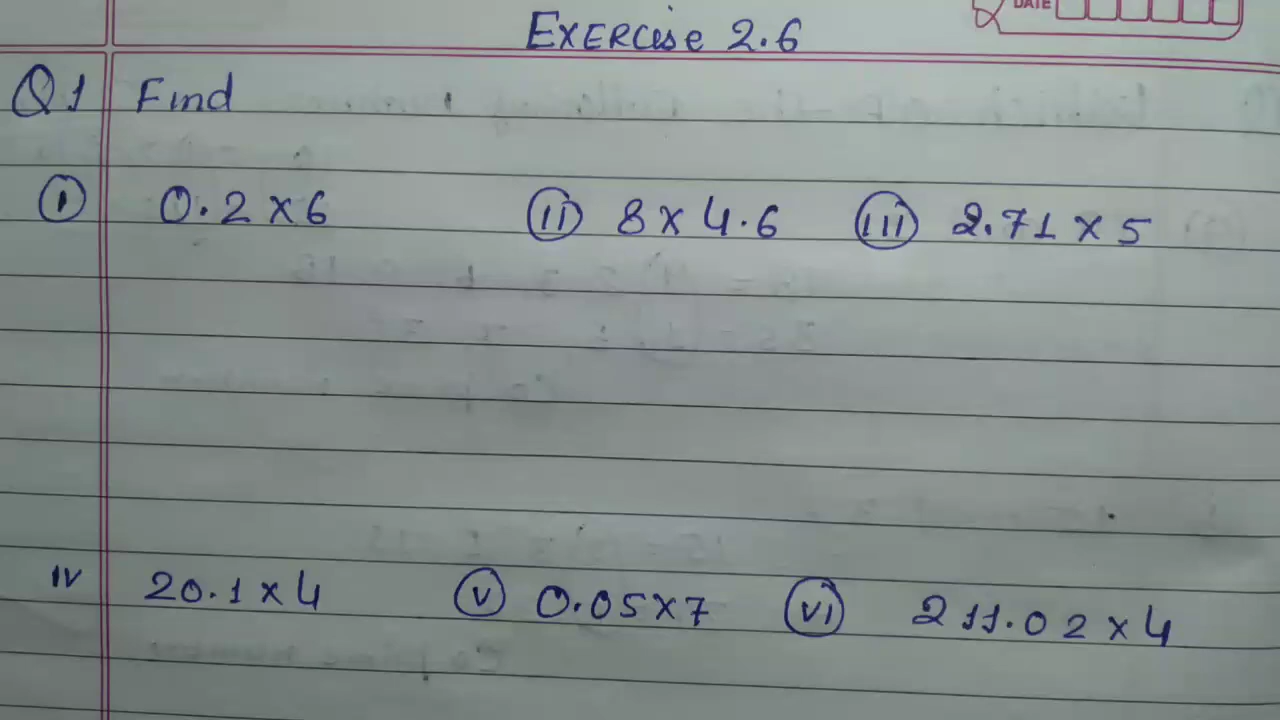 DATE
Exercise 2.6
Q1 Find
(i) 0.2 × 6 (ii) 8 × 4.6 (iii) 2.71 × 5
iv 20.1 × 4 (v) 0.05 × 7 (vi) 211.02 × 4